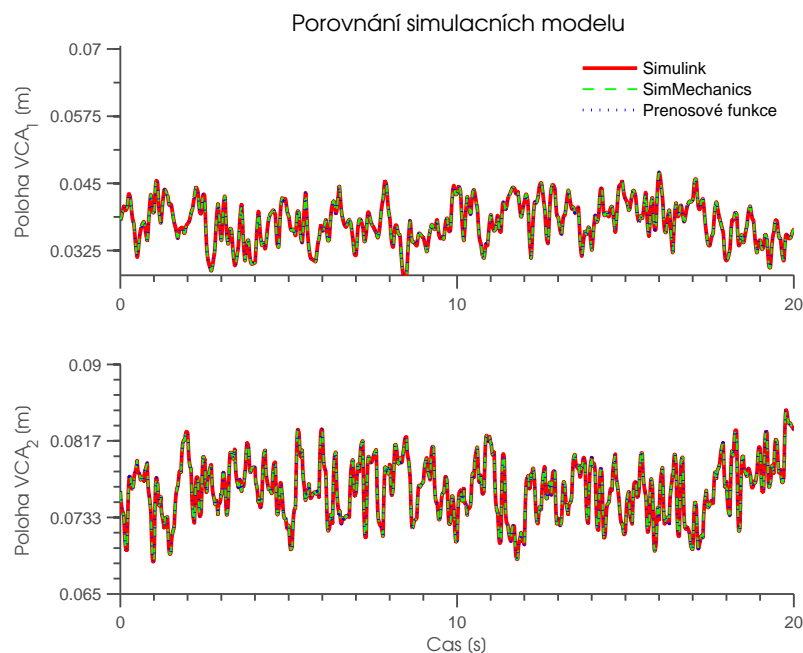 Porovnání simulacních modelu
0.07
0.0575
0.045
0.0325
Poloha VCA1 (m)
Simulink
SimMechanics
Prenosové funkce
0
10
20
0.09
0.0817
0.0733
0.065
Poloha VCA2 (m)
0
10
20
Cas (s)